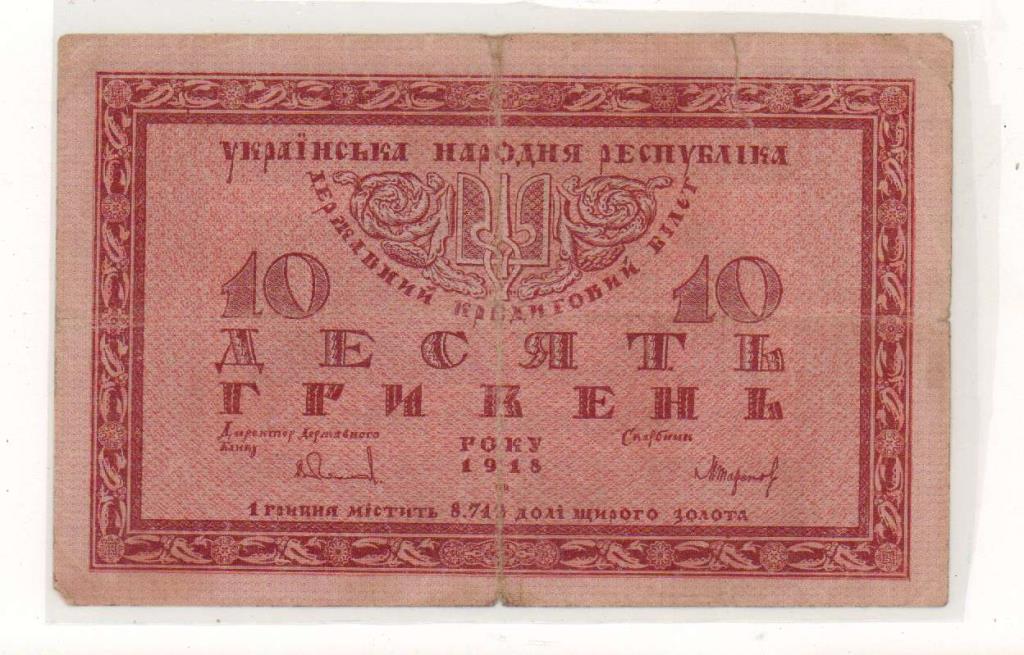 УКРАЇНСЬКА НАРОДНЯ РЕСПУБЛІКА
ДЕРЖАВНИЙ КРЕДИТОВИЙ БІЛЄТ
10 10
ДЕСЯТЬ
ГРИВЕНЬ
Директор Державного
Банку
Скарбник
РОКУ
1918
1 гривня містить 8.712 долі щирого золота